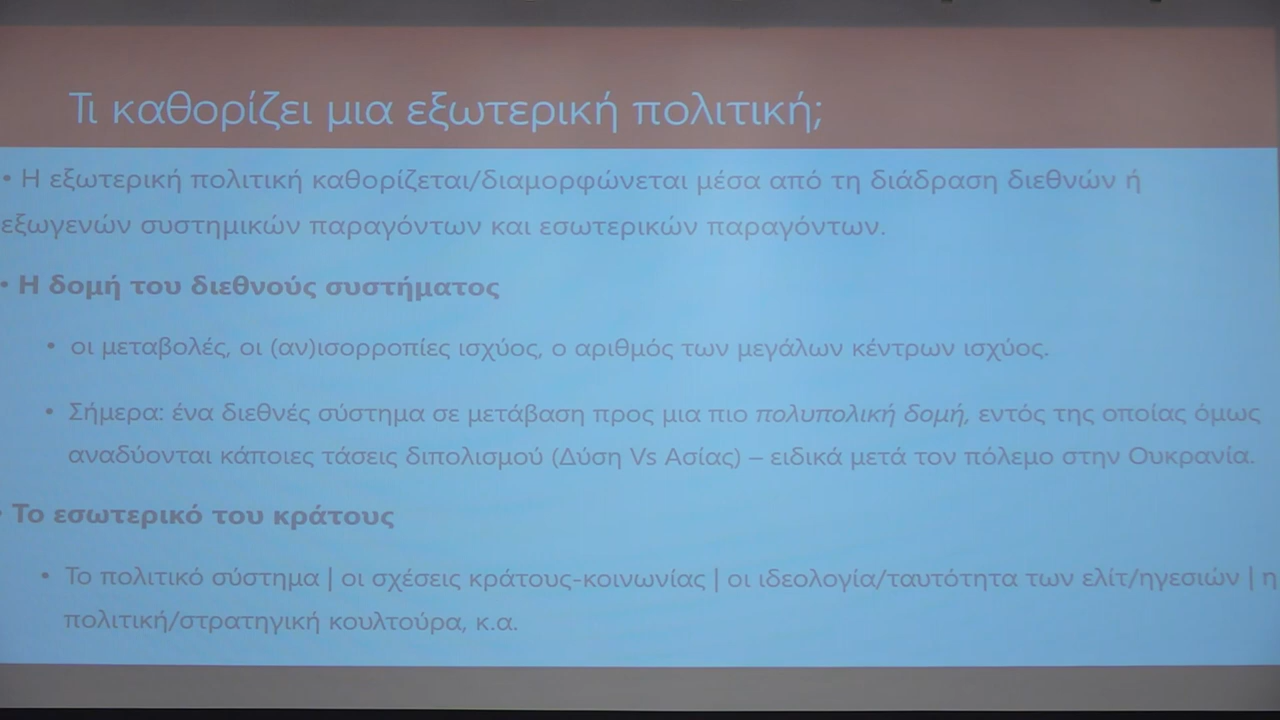 Τι καθορίζει μια εξωτερική πολιτική;
• Η εξωτερική πολιτική καθορίζεται/διαμορφώνεται μέσα από τη διάδραση διεθνών ή
εξωγενών συστημικών παραγόντων και εσωτερικών παραγόντων.
• Η δομή του διεθνούς συστήματος
• οι μεταβολές, οι (αν)ισορροπίες ισχύος, ο αριθμός των μεγάλων κέντρων ισχύος.
• Σήμερα: ένα διεθνές σύστημα σε μετάβαση προς μια πιο πολυπολική δομή, εντός της οποίας όμως
αναδύονται κάποιες τάσεις διπολισμού (Δύση Vs Ασίας) – ειδικά μετά τον πόλεμο στην Ουκρανία.
• Το εσωτερικό του κράτους
• Το πολιτικό σύστημα | οι σχέσεις κράτους-κοινωνίας | οι ιδεολογία/ταυτότητα των ελίτ/ηγεσιών | η
πολιτική/στρατηγική κουλτούρα, κ.α.